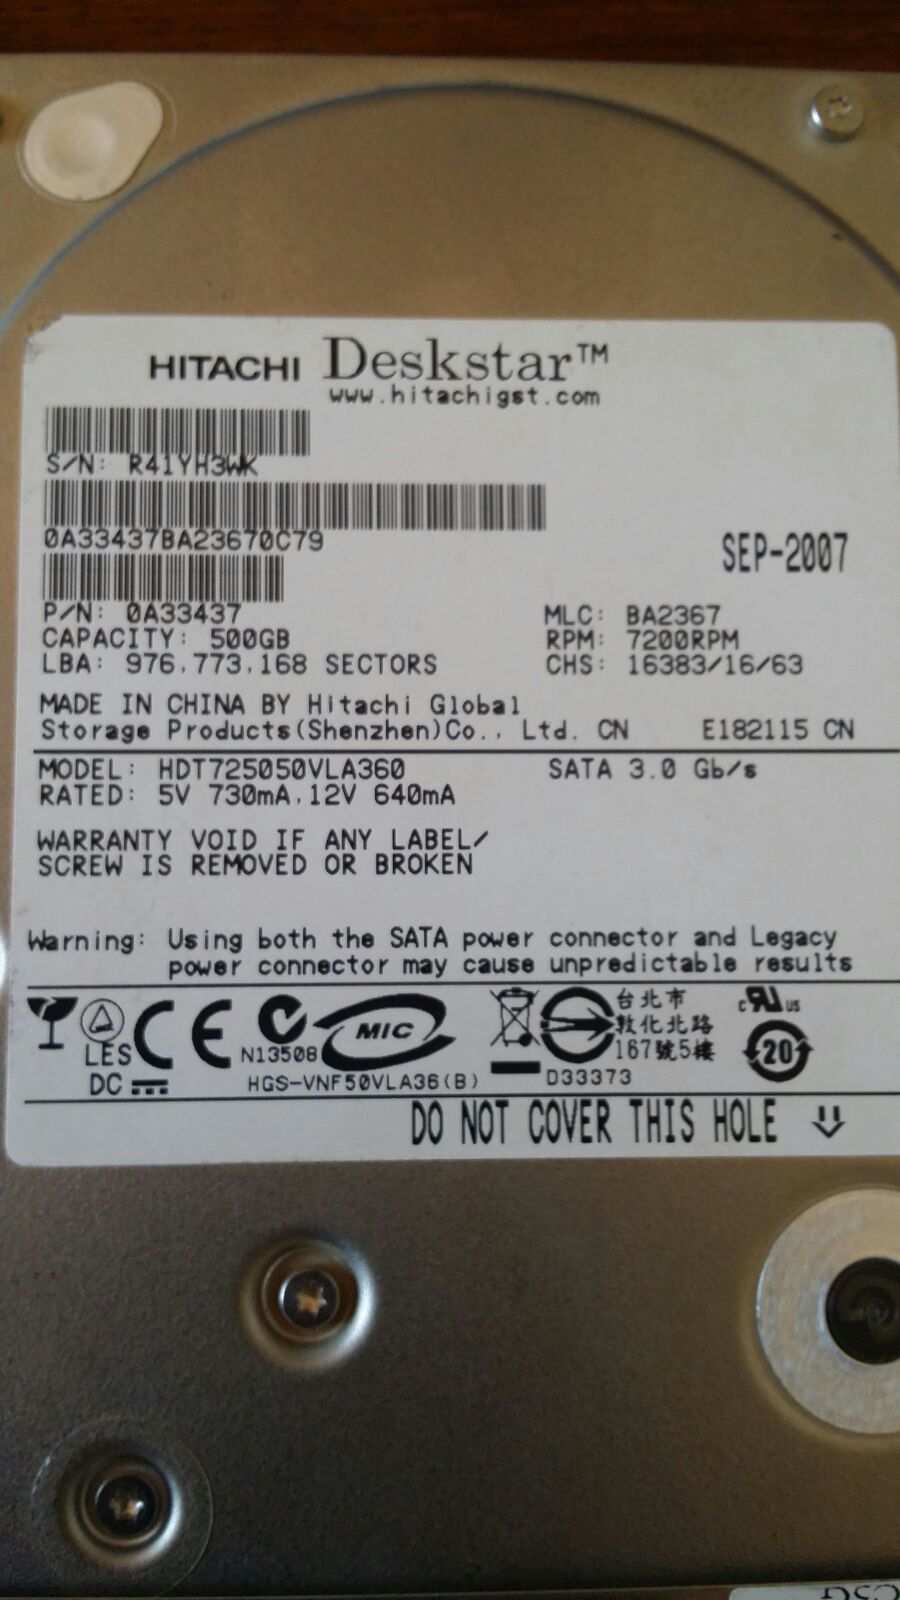 HITACHI Deskstar™
www.hitachigst.com
S/N: R41YH3WK
0A33437BA23670C79
SEP-2007
P/N: 0A33437 MLC: BA2367
CAPACITY: 500GB RPM: 7200RPM
LBA: 976,773,168 SECTORS CHS: 16383/16/63
MADE IN CHINA BY Hitachi Global
Storage Products(Shenzhen)Co., Ltd. CN E182115 CN
MODEL: HDT725050VLA360 SATA 3.0 Gb/s
RATED: 5V 730mA, 12V 640mA
WARRANTY VOID IF ANY LABEL/
SCREW IS REMOVED OR BROKEN
Warning: Using both the SATA power connector and Legacy
power connector may cause unpredictable results
台北市
敦化北路
167號5樓
LES
CE
N13508
MIC
c RU us
20
DC
HGS-VNF50VLA36(B)
D33373
DO NOT COVER THIS HOLE